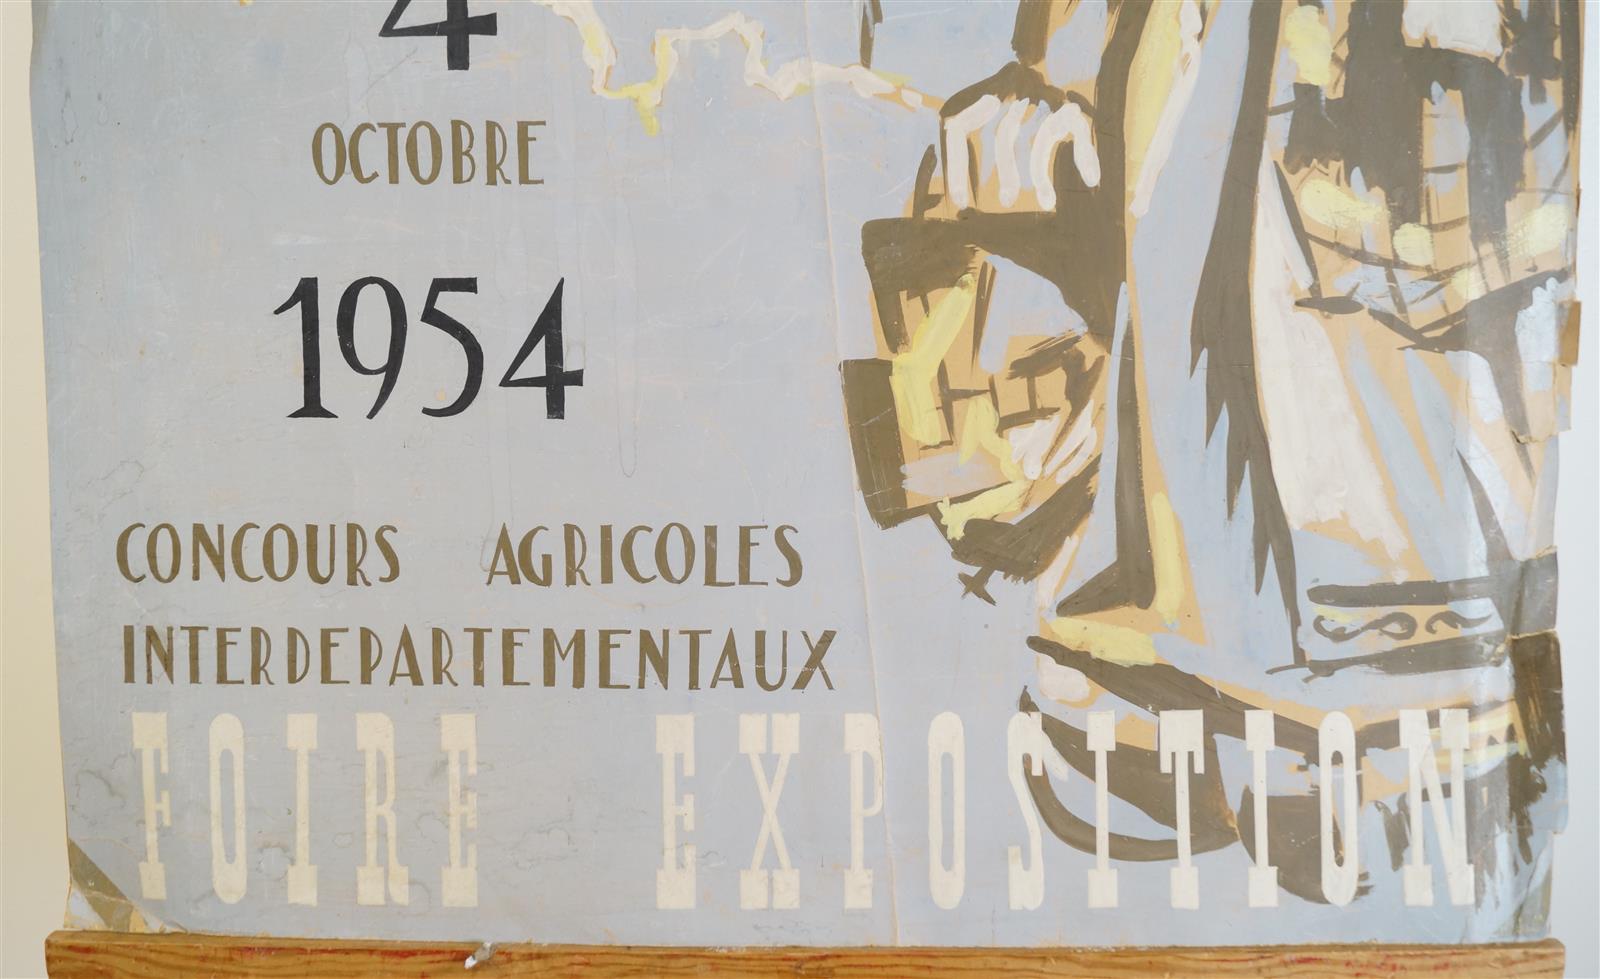 4
OCTOBRE
1954
CONCOURS AGRICOLES
INTERDEPARTEMENTAUX
FOIRE EXPOSITION